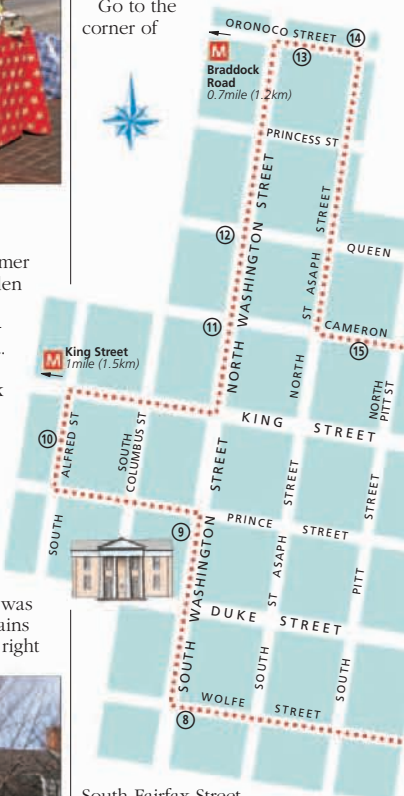 Go to the
corner of
ORONOCO STREET
14
13
M
Braddock
Road
0.7mile (1.2km)
PRINCESS ST
12
NORTH WASHINGTON STREET
ST ASAPH STREET
QUEEN
mer
den
11
CAMERON
15
M
King Street
1mile (1.5km)
k
NORTH
NORTH
PITT ST
KING STREET
10
ALFRED ST
SOUTH
COLUMBUS ST
STREET
STREET
STREET
9
PRINCE STREET
SOUTH
SOUTH WASHINGTON
ST ASAPH
PITT
was
ains
right
DUKE STREET
SOUTH
SOUTH
WOLFE STREET
8
South Fairfax Street